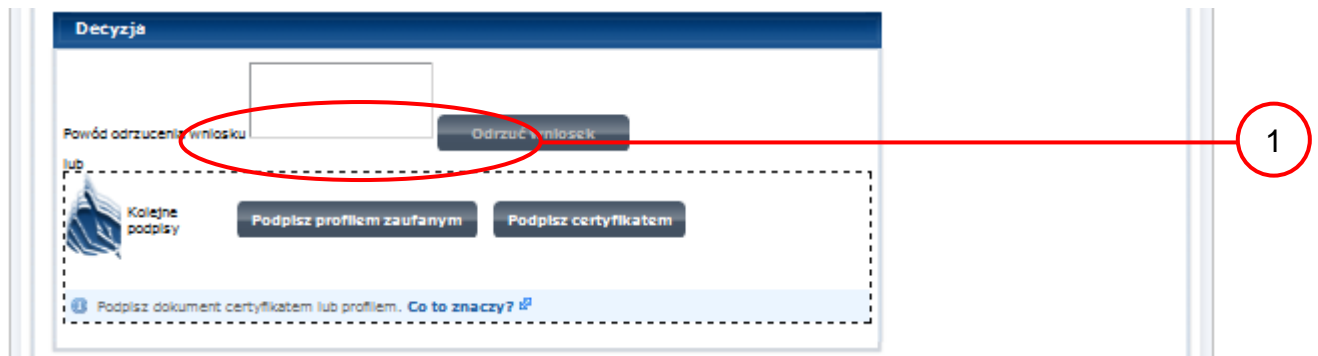 Decyzja
Powód odrzucenia wniosku
Odrzuć wniosek
1
lub
Kolejne
podpisy
Podpisz profilem zaufanym
Podpisz certyfikatem
Podpisz dokument certyfikatem lub profilem. Co to znaczy?